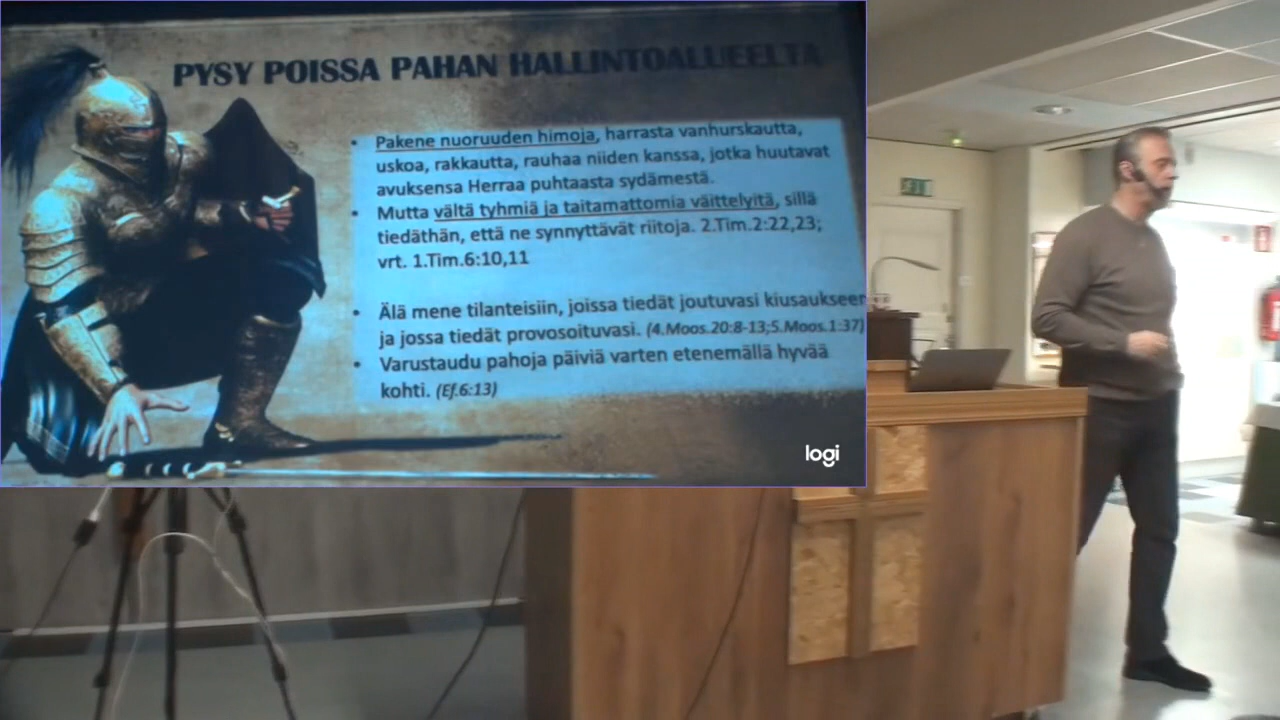 PYSY POISSA PAHAN HALLINTOALUEELTA
• Pakene nuoruuden himoja, harrasta vanhurskautta,
uskoa, rakkautta, rauhaa niiden kanssa, jotka huutavat
avuksensa Herraa puhtaasta sydämestä.
• Mutta vältä tyhmiä ja taitamattomia väittelyitä, sillä
tiedäthän, että ne synnyttävät riitoja. 2.Tim.2:22,23;
vrt. 1.Tim.6:10,11
• Älä mene tilanteisiin, joissa tiedät joutuvasi kiusaukseen
ja jossa tiedät provosoituvasi. (4.Moos.20:8-13;5.Moos.1:37)
• Varustaudu pahoja päiviä varten etenemällä hyvää
kohti. (Ef.6:13)
logi